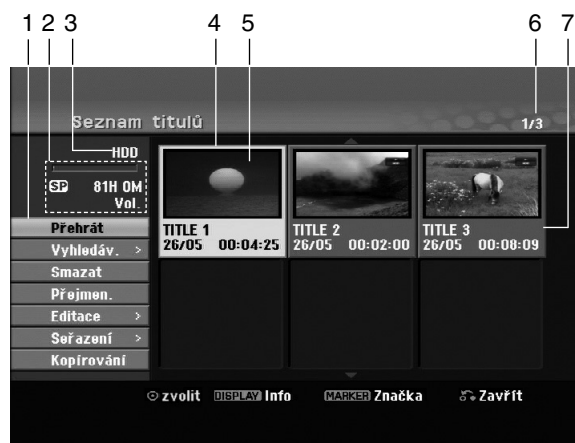 1 2 3 4 5 6 7
Seznam titulů
1/3
HDD
SP 81H 0M
Vol.
Přehrát
Vyhledáv. >
Smazat
Přejmen.
Editace >
Seřazení >
Kopírování
TITLE 1
26/05 00:04:25
TITLE 2
26/05 00:02:00
TITLE 3
26/05 00:08:09
zvolit DISPLAY Info MARKER Značka Zavřít